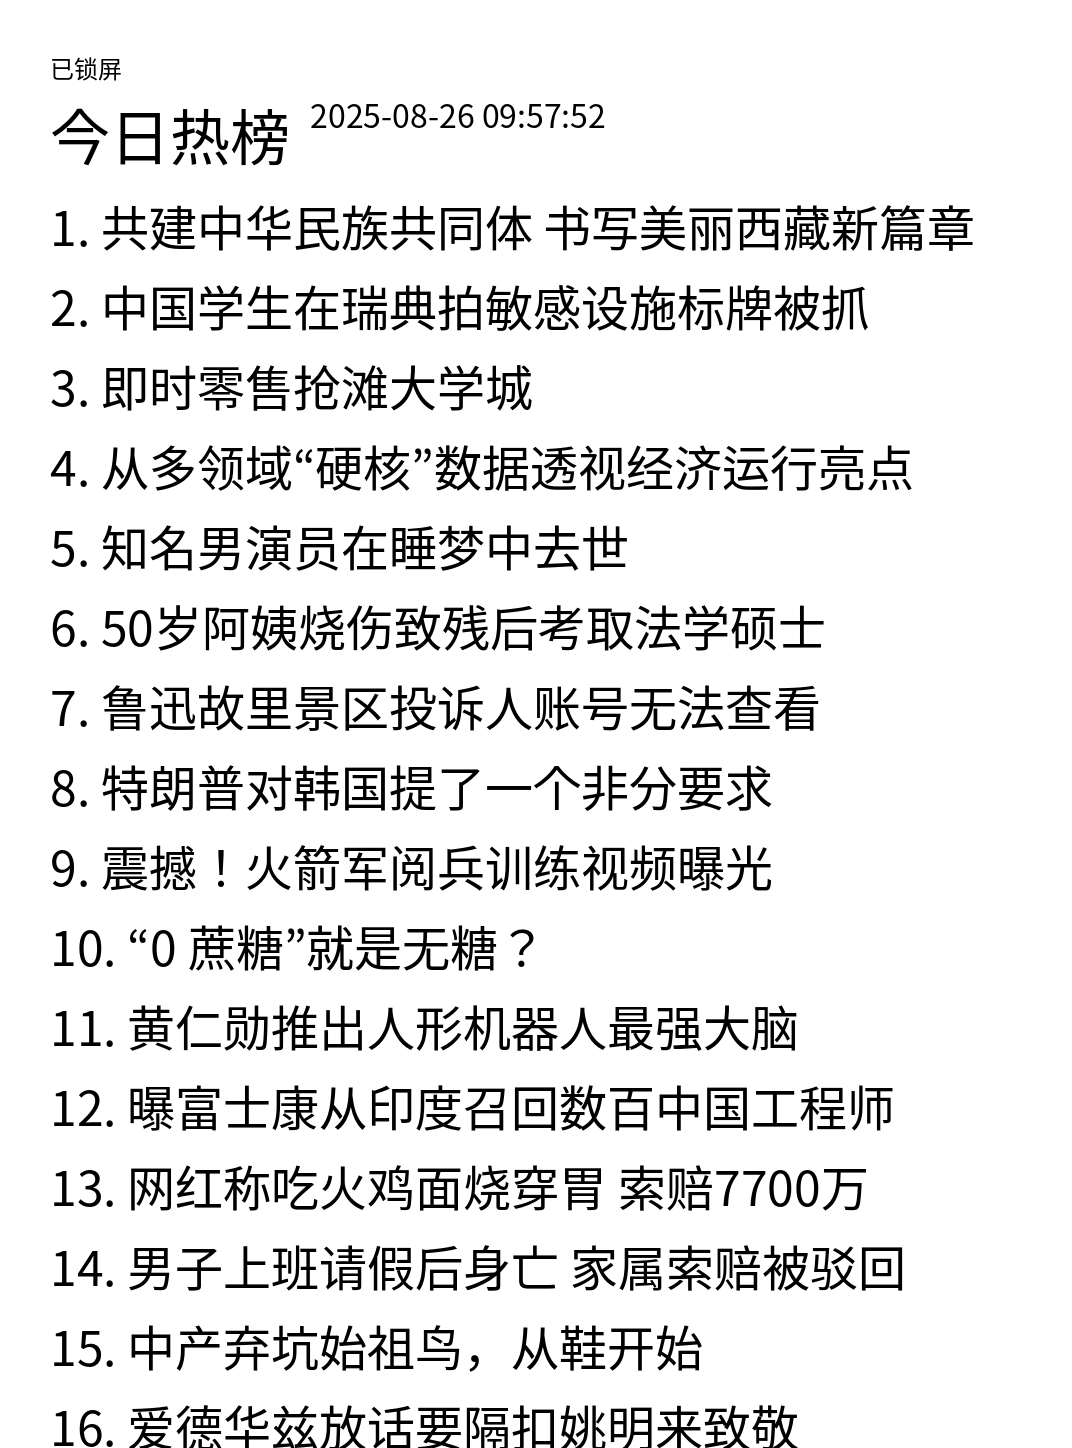 已锁屏
今日热榜 2025-08-26 09:57:52
1. 共建中华民族共同体 书写美丽西藏新篇章
2. 中国学生在瑞典拍敏感设施标牌被抓
3. 即时零售抢滩大学城
4. 从多领域“硬核”数据透视经济运行亮点
5. 知名男演员在睡梦中去世
6. 50岁阿姨烧伤致残后考取法学硕士
7. 鲁迅故里景区投诉人账号无法查看
8. 特朗普对韩国提了一个非分要求
9. 震撼！火箭军阅兵训练视频曝光
10. “0 蔗糖”就是无糖？
11. 黄仁勋推出人形机器人最强大脑
12. 曝富士康从印度召回数百中国工程师
13. 网红称吃火鸡面烧穿胃 索赔7700万
14. 男子上班请假后身亡 家属索赔被驳回
15. 中产弃坑始祖鸟，从鞋开始
16. 爱德华兹放话要隔扣姚明来致敬